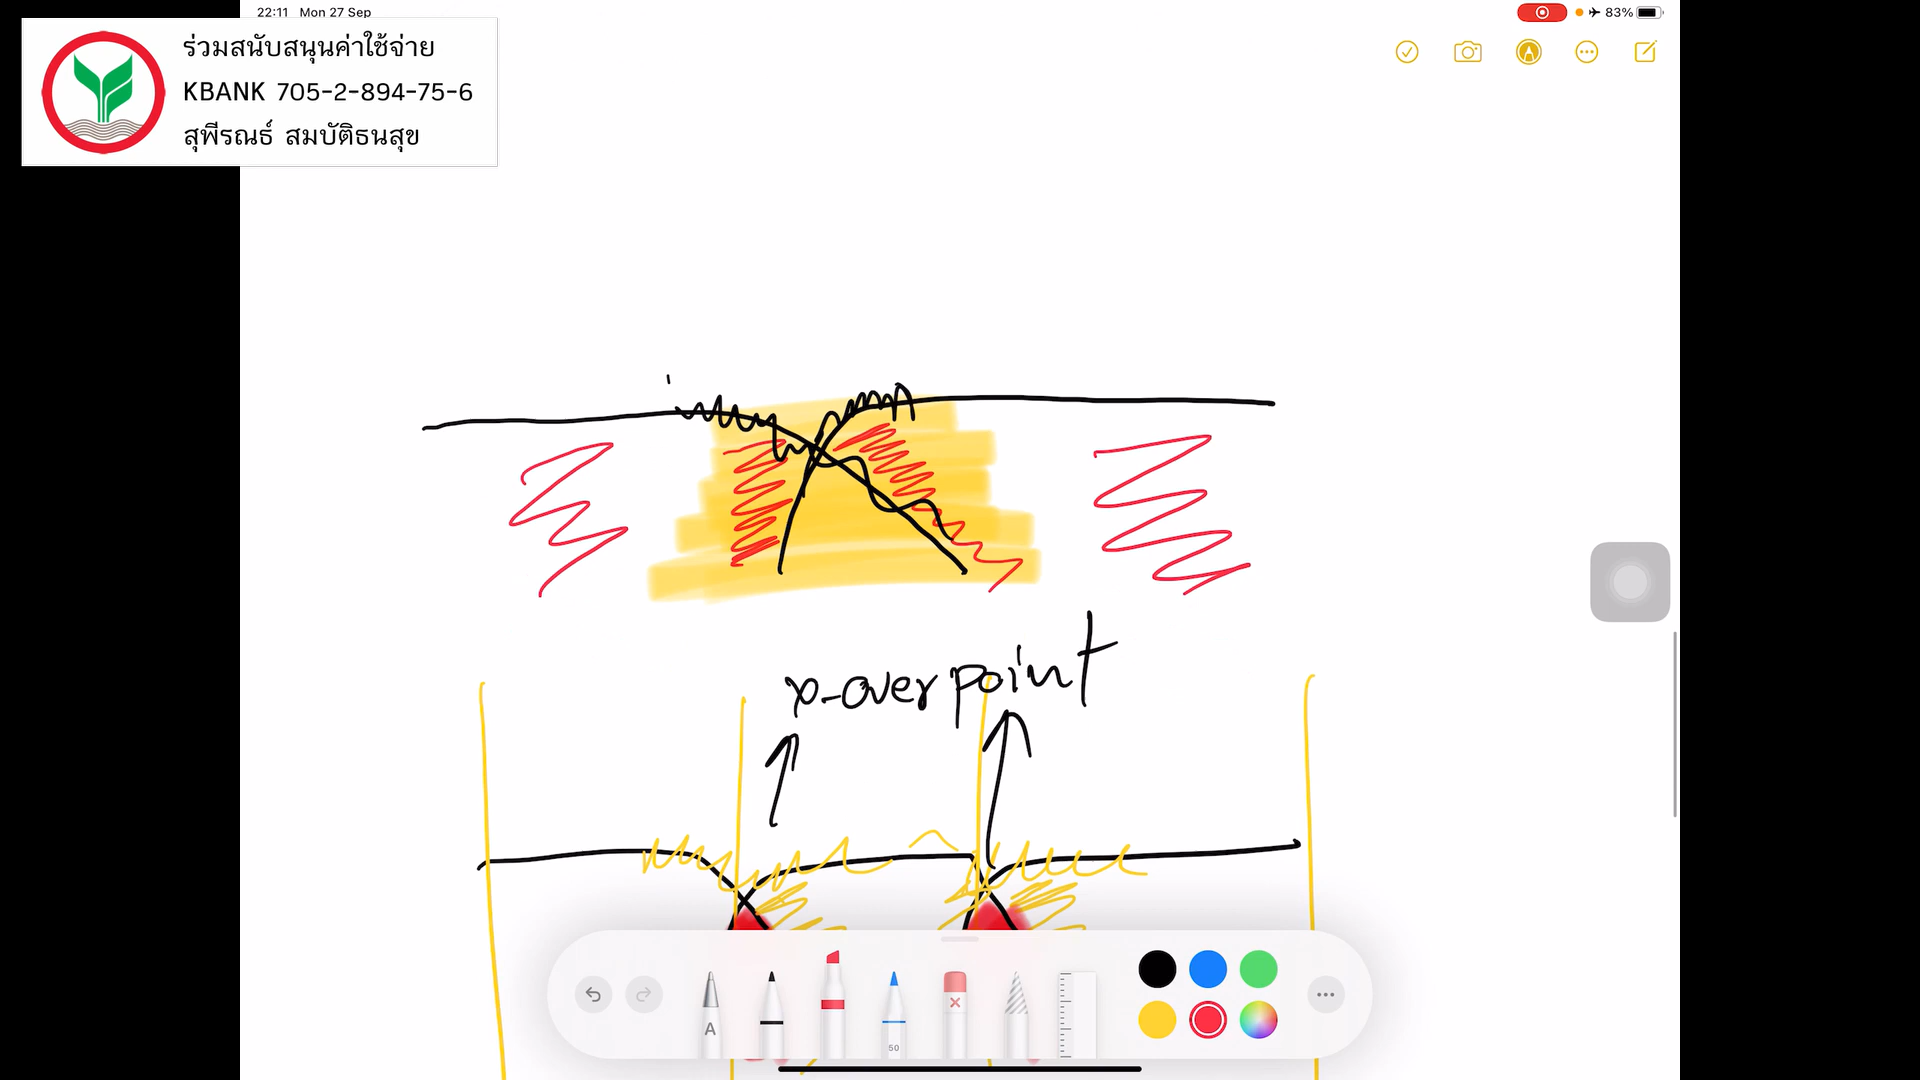 22:11 Mon 27 Sep
83%
ร่วมสนับสนุนค่าใช้จ่าย
KBANK 705-2-894-75-6
สุพีรณธ์ สมบัติธนสุข
x-over point
A
50